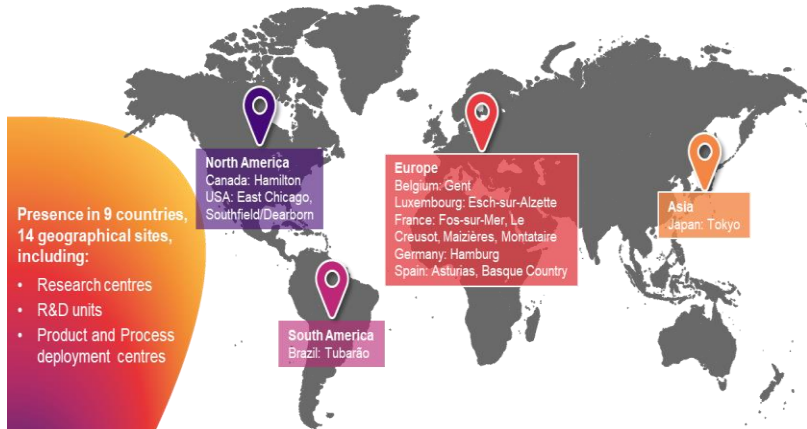 Presence in 9 countries,
14 geographical sites,
including:
• Research centres
• R&D units
• Product and Process
deployment centres
North America
Canada: Hamilton
USA: East Chicago,
Southfield/Dearborn
South America
Brazil: Tubarão
Europe
Belgium: Gent
Luxembourg: Esch-sur-Alzette
France: Fos-sur-Mer, Le
Creusot, Maizières, Montataire
Germany: Hamburg
Spain: Asturias, Basque Country
Asia
Japan: Tokyo